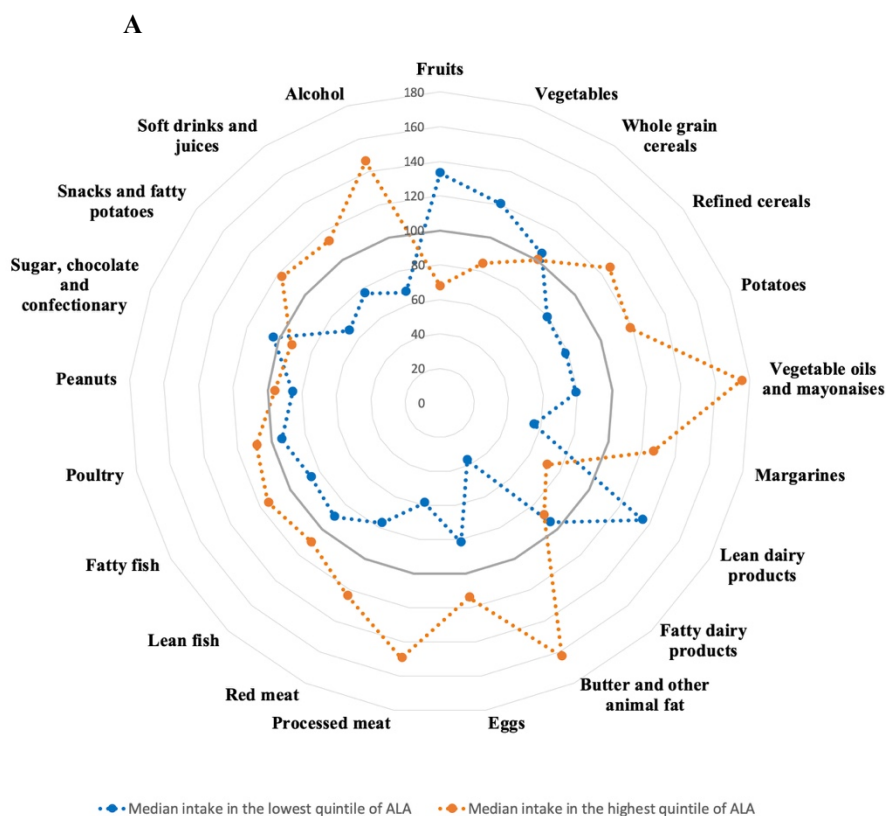 A
Fruits
Vegetables
Whole grain
cereals
Refined cereals
Potatoes
Vegetable oils
and mayonaises
Margarines
Lean dairy
products
Fatty dairy
products
Butter and other
animal fat
Eggs
Processed meat
Red meat
Lean fish
Fatty fish
Poultry
Peanuts
Sugar, chocolate
and
confectionary
Snacks and fatty
potatoes
Soft drinks and
juices
Alcohol
180
160
140
120
100
80
60
40
20
0
Median intake in the lowest quintile of ALA
Median intake in the highest quintile of ALA